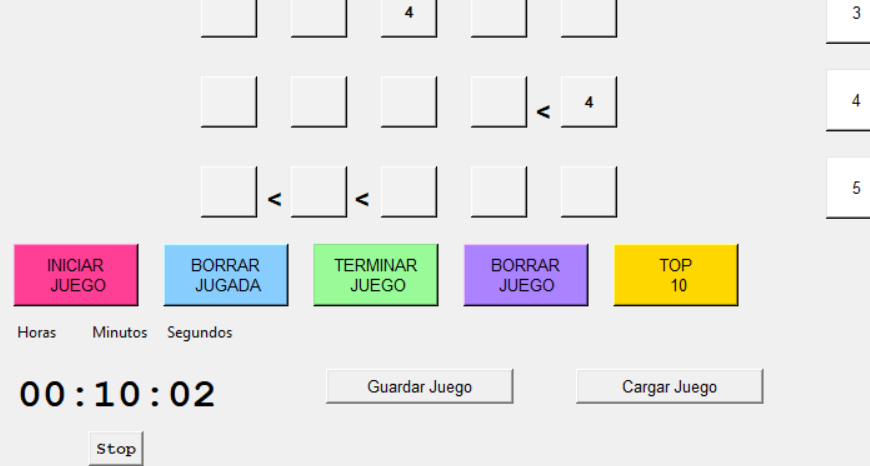 4 3
< 4 4
< < 5
INICIAR BORRAR TERMINAR BORRAR TOP
JUEGO JUGADA JUEGO JUEGO 10
Horas Minutos Segundos
00:10:02 Guardar Juego Cargar Juego
Stop